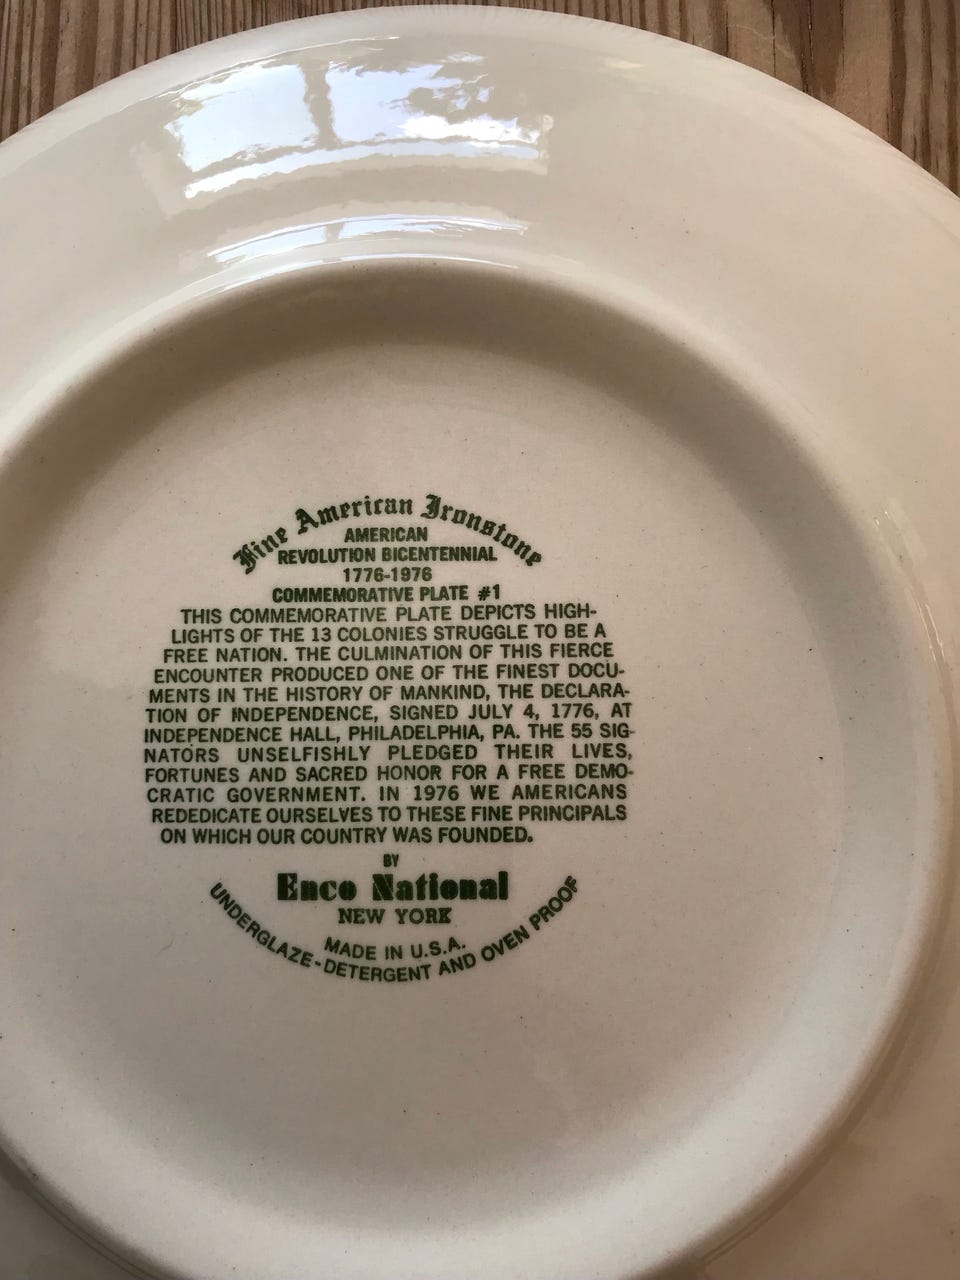 Fine American Ironstone
AMERICAN
REVOLUTION BICENTENNIAL
1776-1976
COMMEMORATIVE PLATE #1
THIS COMMEMORATIVE PLATE DEPICTS HIGH-
LIGHTS OF THE 13 COLONIES STRUGGLE TO BE A
FREE NATION. THE CULMINATION OF THIS FIERCE
ENCOUNTER PRODUCED ONE OF THE FINEST DOCU-
MENTS IN THE HISTORY OF MANKIND, THE DECLARA-
TION OF INDEPENDENCE, SIGNED JULY 4, 1776, AT
INDEPENDENCE HALL, PHILADELPHIA, PA. THE 55 SIG-
NATORS UNSELFISHLY PLEDGED THEIR LIVES,
FORTUNES AND SACRED HONOR FOR A FREE DEMO-
CRATIC GOVERNMENT. IN 1976 WE AMERICANS
REDEDICATE OURSELVES TO THESE FINE PRINCIPALS
ON WHICH OUR COUNTRY WAS FOUNDED.
BY
Enco National
NEW YORK
MADE IN U.S.A.
UNDERGLAZE-DETERGENT AND OVEN PROOF